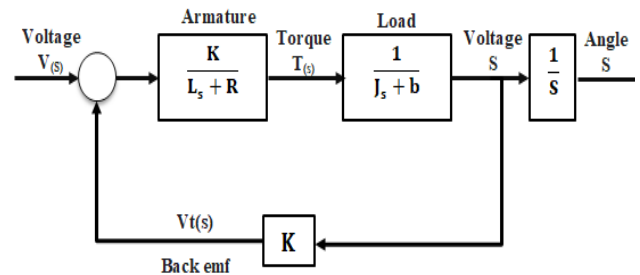 Armature
Load
Voltage
V(S)
K
Ls + R
Torque
T(s)
1
Js + b
Voltage
S
1
S
Angle
S
Vt(s)
K
Back emf